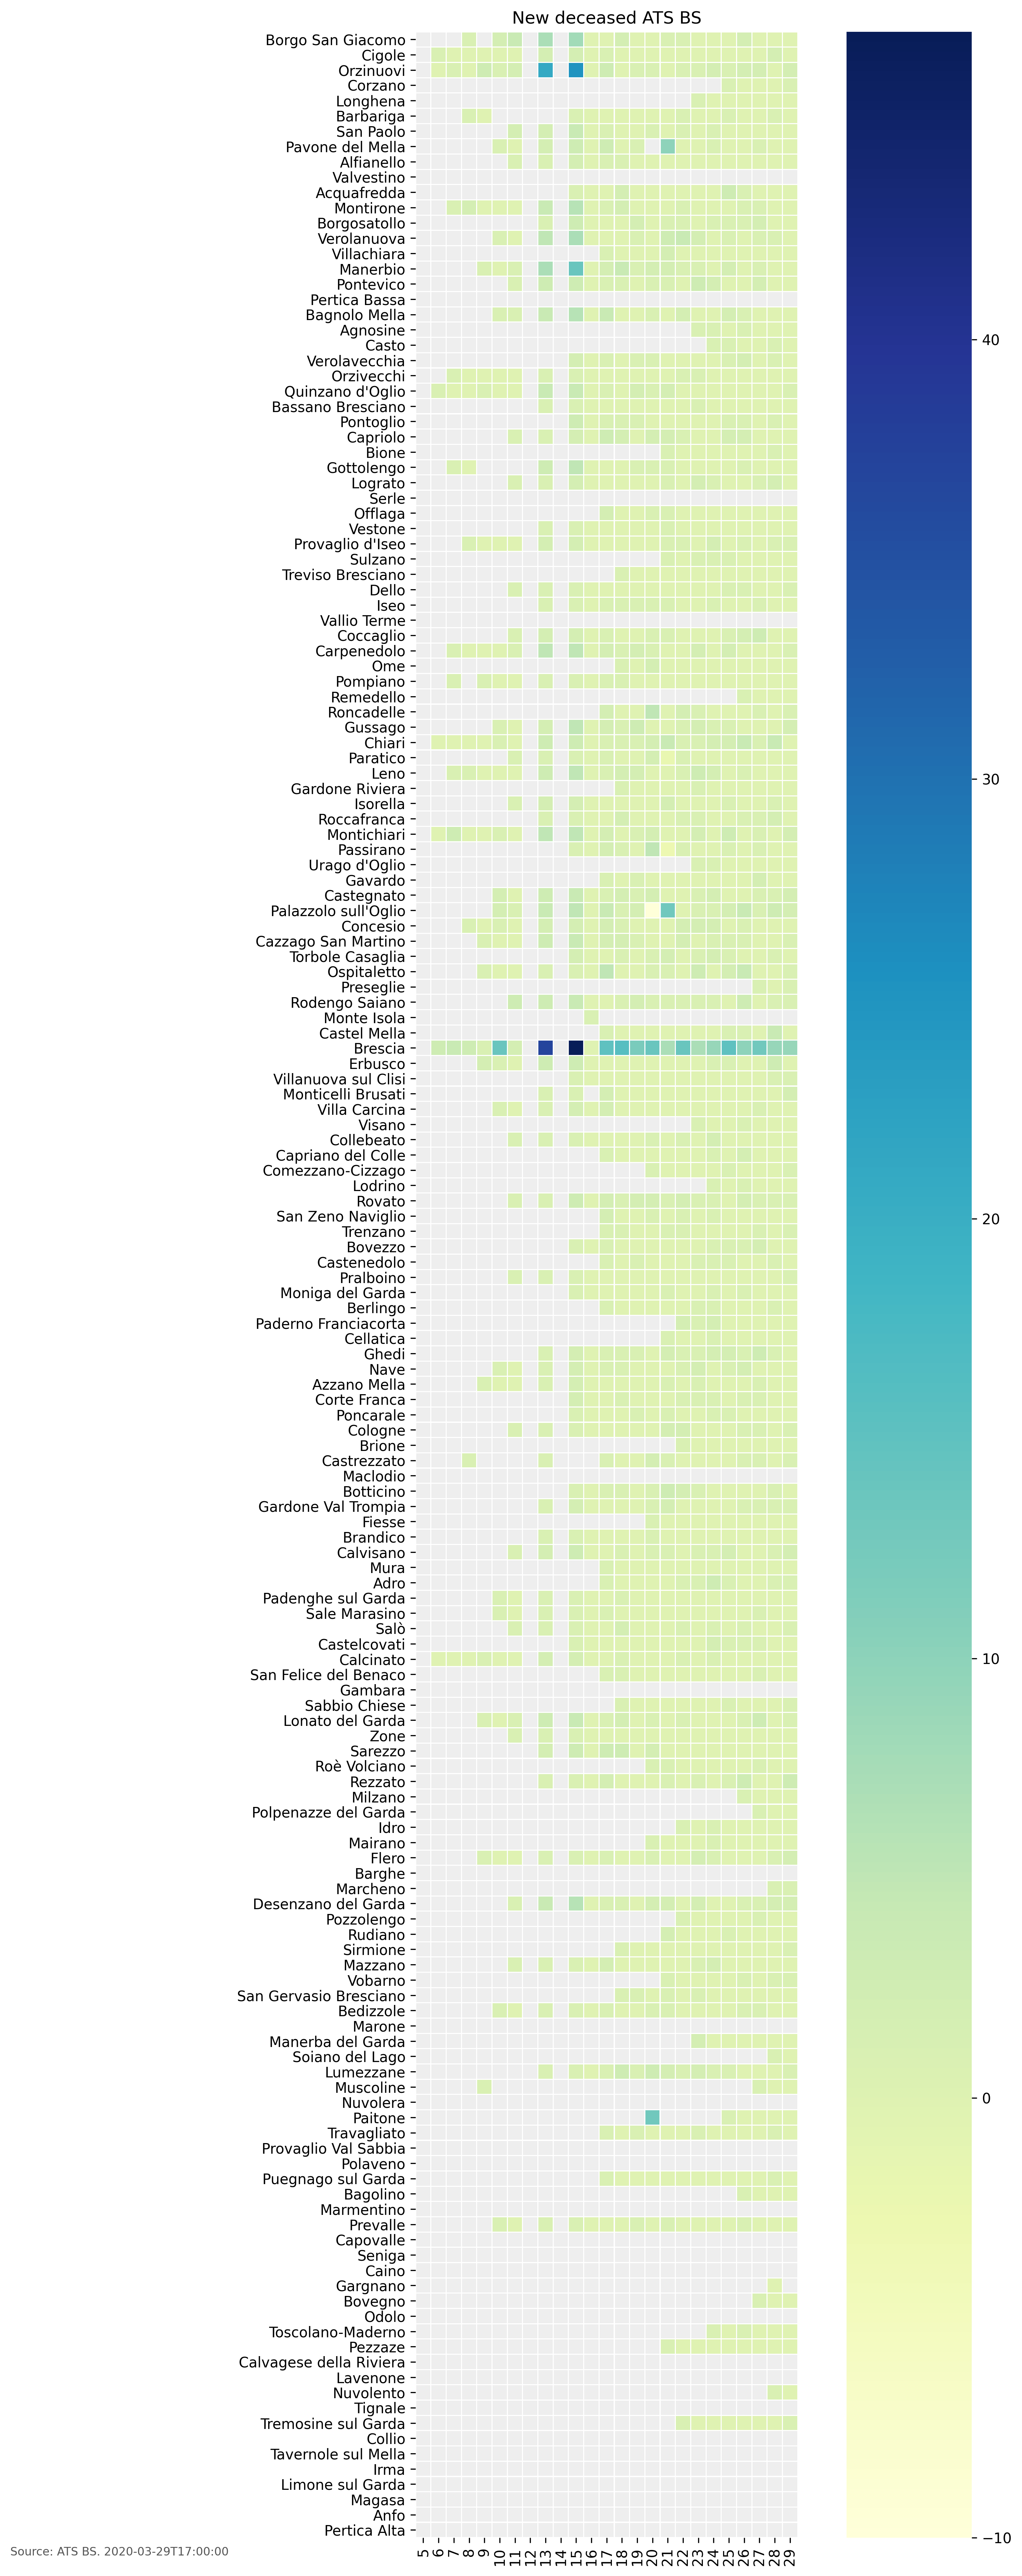 New deceased ATS BS
Borgo San Giacomo
Cigole
Orzinuovi
Corzano
Longhena
Barbariga
San Paolo
Pavone del Mella
Alfianello
Valvestino
Acquafredda
Montirone
Borgosatollo
Verolanuova
Villachiara
Manerbio
Pontevico
Pertica Bassa
Bagnolo Mella
Agnosine
Casto
Verolavecchia
Orzivecchi
Quinzano d'Oglio
Bassano Bresciano
Pontoglio
Capriolo
Bione
Gottolengo
Lograto
Serle
Offlaga
Vestone
Provaglio d'Iseo
Sulzano
Treviso Bresciano
Dello
Iseo
Vallio Terme
Coccaglio
Carpenedolo
Ome
Pompiano
Remedello
Roncadelle
Gussago
Chiari
Paratico
Leno
Gardone Riviera
Isorella
Roccafranca
Montichiari
Passirano
Urago d'Oglio
Gavardo
Castegnato
Palazzolo sull'Oglio
Concesio
Cazzago San Martino
Torbole Casaglia
Ospitaletto
Preseglie
Rodengo Saiano
Monte Isola
Castel Mella
Brescia
Erbusco
Villanuova sul Clisi
Monticelli Brusati
Villa Carcina
Visano
Collebeato
Capriano del Colle
Comezzano-Cizzago
Lodrino
Rovato
San Zeno Naviglio
Trenzano
Bovezzo
Castenedolo
Pralboino
Moniga del Garda
Berlingo
Paderno Franciacorta
Cellatica
Ghedi
Nave
Azzano Mella
Corte Franca
Poncarale
Cologne
Brione
Castrezzato
Maclodio
Botticino
Gardone Val Trompia
Fiesse
Brandico
Calvisano
Mura
Adro
Padenghe sul Garda
Sale Marasino
Salò
Castelcovati
Calcinato
San Felice del Benaco
Gambara
Sabbio Chiese
Lonato del Garda
Zone
Sarezzo
Roè Volciano
Rezzato
Milzano
Polpenazze del Garda
Idro
Mairano
Flero
Barghe
Marcheno
Desenzano del Garda
Pozzolengo
Rudiano
Sirmione
Mazzano
Vobarno
San Gervasio Bresciano
Bedizzole
Marone
Manerba del Garda
Soiano del Lago
Lumezzane
Muscoline
Nuvolera
Paitone
Travagliato
Provaglio Val Sabbia
Polaveno
Puegnago sul Garda
Bagolino
Marmentino
Prevalle
Capovalle
Seniga
Caino
Gargnano
Bovegno
Odolo
Toscolano-Maderno
Pezzaze
Calvagese della Riviera
Lavenone
Nuvolento
Tignale
Tremosine sul Garda
Collio
Tavernole sul Mella
Irma
Limone sul Garda
Magasa
Anfo
Pertica Alta
5 6 7 8 9 10 11 12 13 14 15 16 17 18 19 20 21 22 23 24 25 26 27 28 29
40
30
20
10
0
−10
Source: ATS BS. 2020-03-29T17:00:00